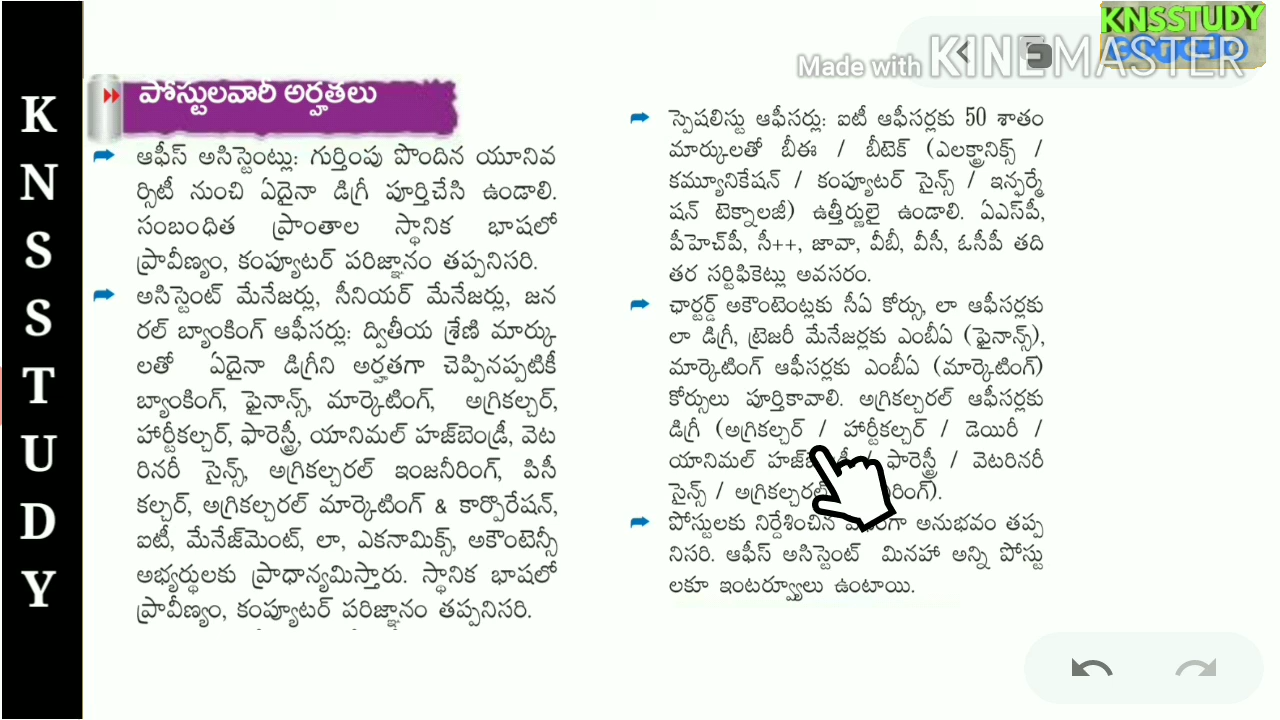 KNSSTUDY
Made with KINEMASTER
KNSSTUDY
పోస్టులవారీ అర్హతలు
ఆఫీస్ అసిస్టెంట్లు: గుర్తింపు పొందిన యూనివ
ర్సిటీ నుంచి ఏదైనా డిగ్రీ పూర్తిచేసి ఉండాలి.
సంబంధిత ప్రాంతాల స్థానిక భాషలో
ప్రావీణ్యం, కంప్యూటర్ పరిజ్ఞానం తప్పనిసరి.
అసిస్టెంట్ మేనేజర్లు, సీనియర్ మేనేజర్లు, జన
రల్ బ్యాంకింగ్ ఆఫీసర్లు: ద్వితీయ శ్రేణి మార్కు
లతో ఏదైనా డిగ్రీని అర్హతగా చెప్పినప్పటికీ
బ్యాంకింగ్, ఫైనాన్స్, మార్కెటింగ్, అగ్రికల్చర్,
హార్టీకల్చర్, ఫారెస్ట్రీ, యానిమల్ హజ్‌బెండ్రీ, వెట
రినరీ సైన్స్, అగ్రికల్చరల్ ఇంజనీరింగ్, పిసీ
కల్చర్, అగ్రికల్చరల్ మార్కెటింగ్ & కార్పొరేషన్,
ఐటీ, మేనేజ్‌మెంట్, లా, ఎకనామిక్స్, అకౌంటెన్సీ
అభ్యర్థులకు ప్రాధాన్యమిస్తారు. స్థానిక భాషలో
ప్రావీణ్యం, కంప్యూటర్ పరిజ్ఞానం తప్పనిసరి.
స్పెషలిస్టు ఆఫీసర్లు: ఐటీ ఆఫీసర్లకు 50 శాతం
మార్కులతో బీఈ / బీటెక్ (ఎలక్ట్రానిక్స్ /
కమ్యూనికేషన్ / కంప్యూటర్ సైన్స్ / ఇన్ఫర్మే
షన్ టెక్నాలజీ) ఉత్తీర్ణులై ఉండాలి. ఏఎస్‌పీ,
పీహెచ్‌పీ, సీ++, జావా, వీబీ, వీసీ, ఓసీపీ తది
తర సర్టిఫికెట్లు అవసరం.
ఛార్టర్డ్ అకౌంటెంట్లకు సీఏ కోర్సు, లా ఆఫీసర్లకు
లా డిగ్రీ, ట్రెజరీ మేనేజర్లకు ఎంబీఏ (ఫైనాన్స్),
మార్కెటింగ్ ఆఫీసర్లకు ఎంబీఏ (మార్కెటింగ్)
కోర్సులు పూర్తికావాలి. అగ్రికల్చరల్ ఆఫీసర్లకు
డిగ్రీ (అగ్రికల్చర్ / హార్టీకల్చర్ / డెయిరీ /
యానిమల్ / ఫారెస్ట్రీ / వెటరినరీ
సైన్స్ / అగ్రికల్చరల్
పోస్టులకు నిర్దేశించిన అనుభవం తప్ప
నిసరి. ఆఫీస్ అసిస్టెంట్ మినహా అన్ని పోస్టు
లకూ ఇంటర్వ్యూలు ఉంటాయి.